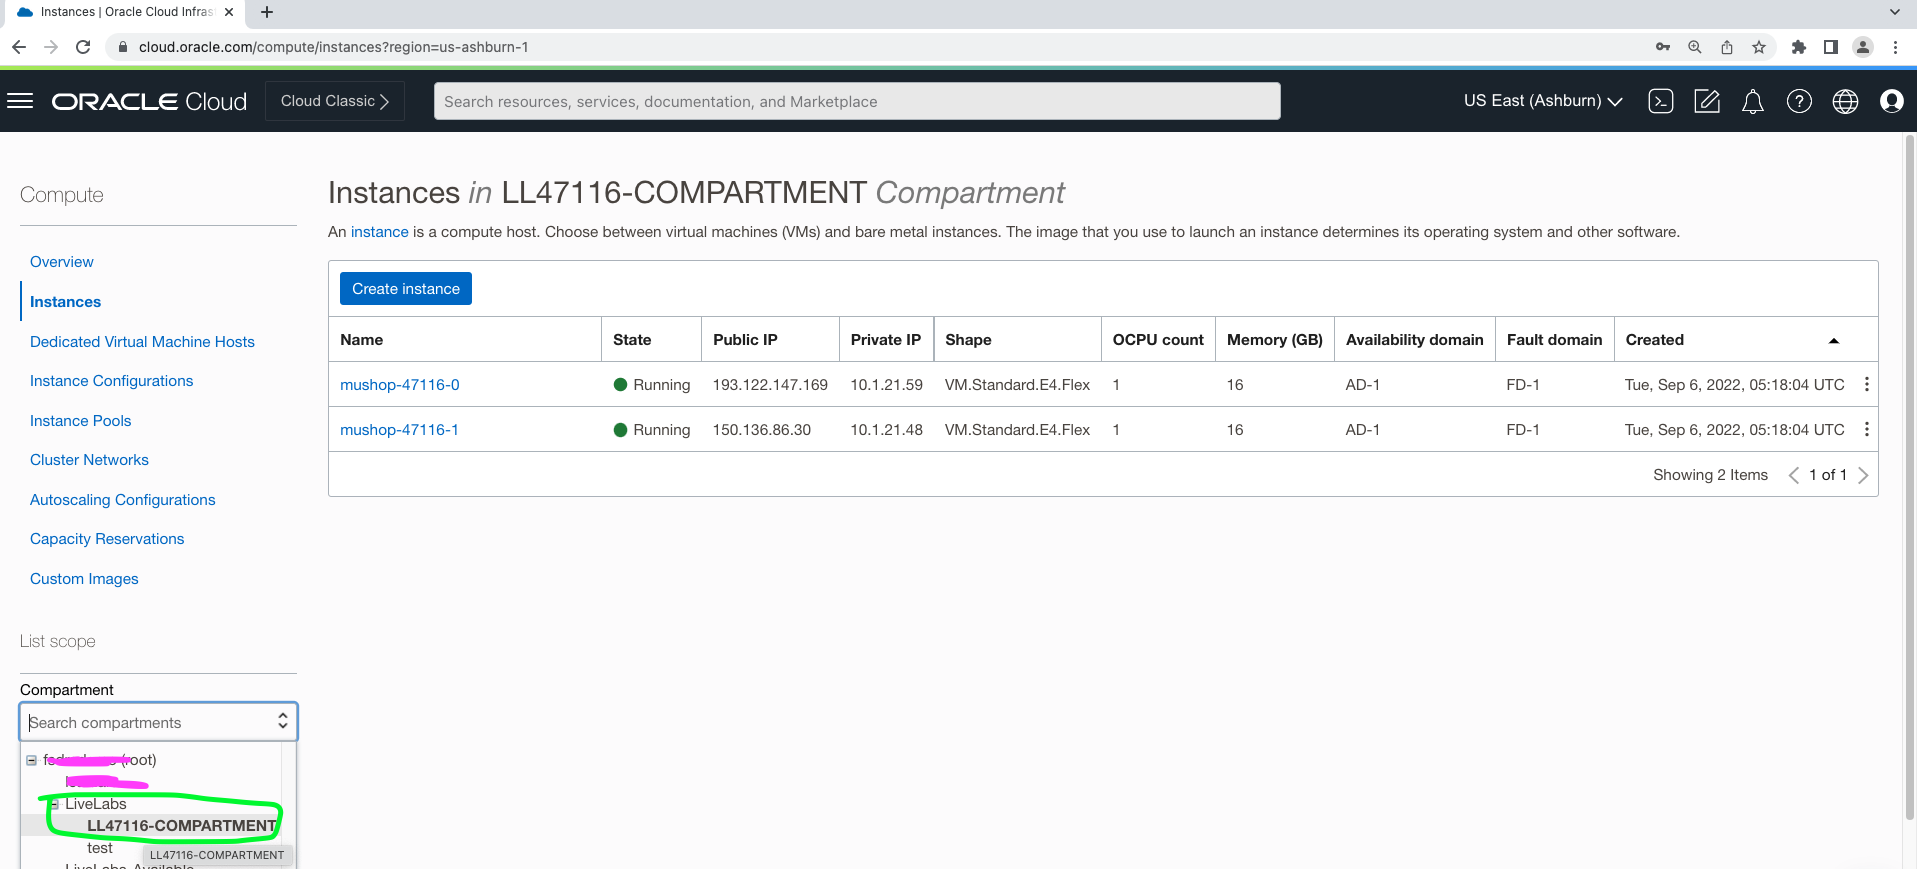 Instances | Oracle Cloud Infras
cloud.oracle.com/compute/instances?region=us-ashburn-1
ORACLE Cloud
Cloud Classic
Search resources, services, documentation, and Marketplace
US East (Ashburn)
Compute
Overview
Instances
Dedicated Virtual Machine Hosts
Instance Configurations
Instance Pools
Cluster Networks
Autoscaling Configurations
Capacity Reservations
Custom Images
List scope
Compartment
Search compartments
(root)
LiveLabs
LL47116-COMPARTMENT
test
LL47116-COMPARTMENT
LiveLabs-Available
Instances in LL47116-COMPARTMENT Compartment
An instance is a compute host. Choose between virtual machines (VMs) and bare metal instances. The image that you use to launch an instance determines its operating system and other software.
Create instance
Name State Public IP Private IP Shape OCPU count Memory (GB) Availability domain Fault domain Created
mushop-47116-0 Running 193.122.147.169 10.1.21.59 VM.Standard.E4.Flex 1 16 AD-1 FD-1 Tue, Sep 6, 2022, 05:18:04 UTC
mushop-47116-1 Running 150.136.86.30 10.1.21.48 VM.Standard.E4.Flex 1 16 AD-1 FD-1 Tue, Sep 6, 2022, 05:18:04 UTC
Showing 2 Items 1 of 1